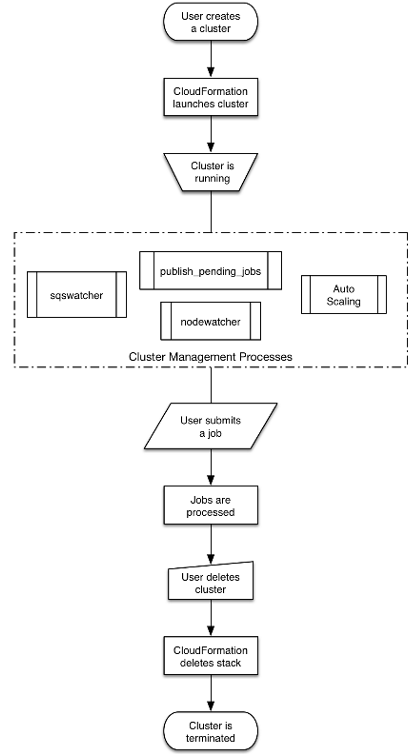 User creates
a cluster
CloudFormation
launches cluster
Cluster is
running
publish_pending_jobs
sqswatcher
Auto
Scaling
nodewatcher
Cluster Management Processes
User submits
a job
Jobs are
processed
User deletes
cluster
CloudFormation
deletes stack
Cluster is
terminated